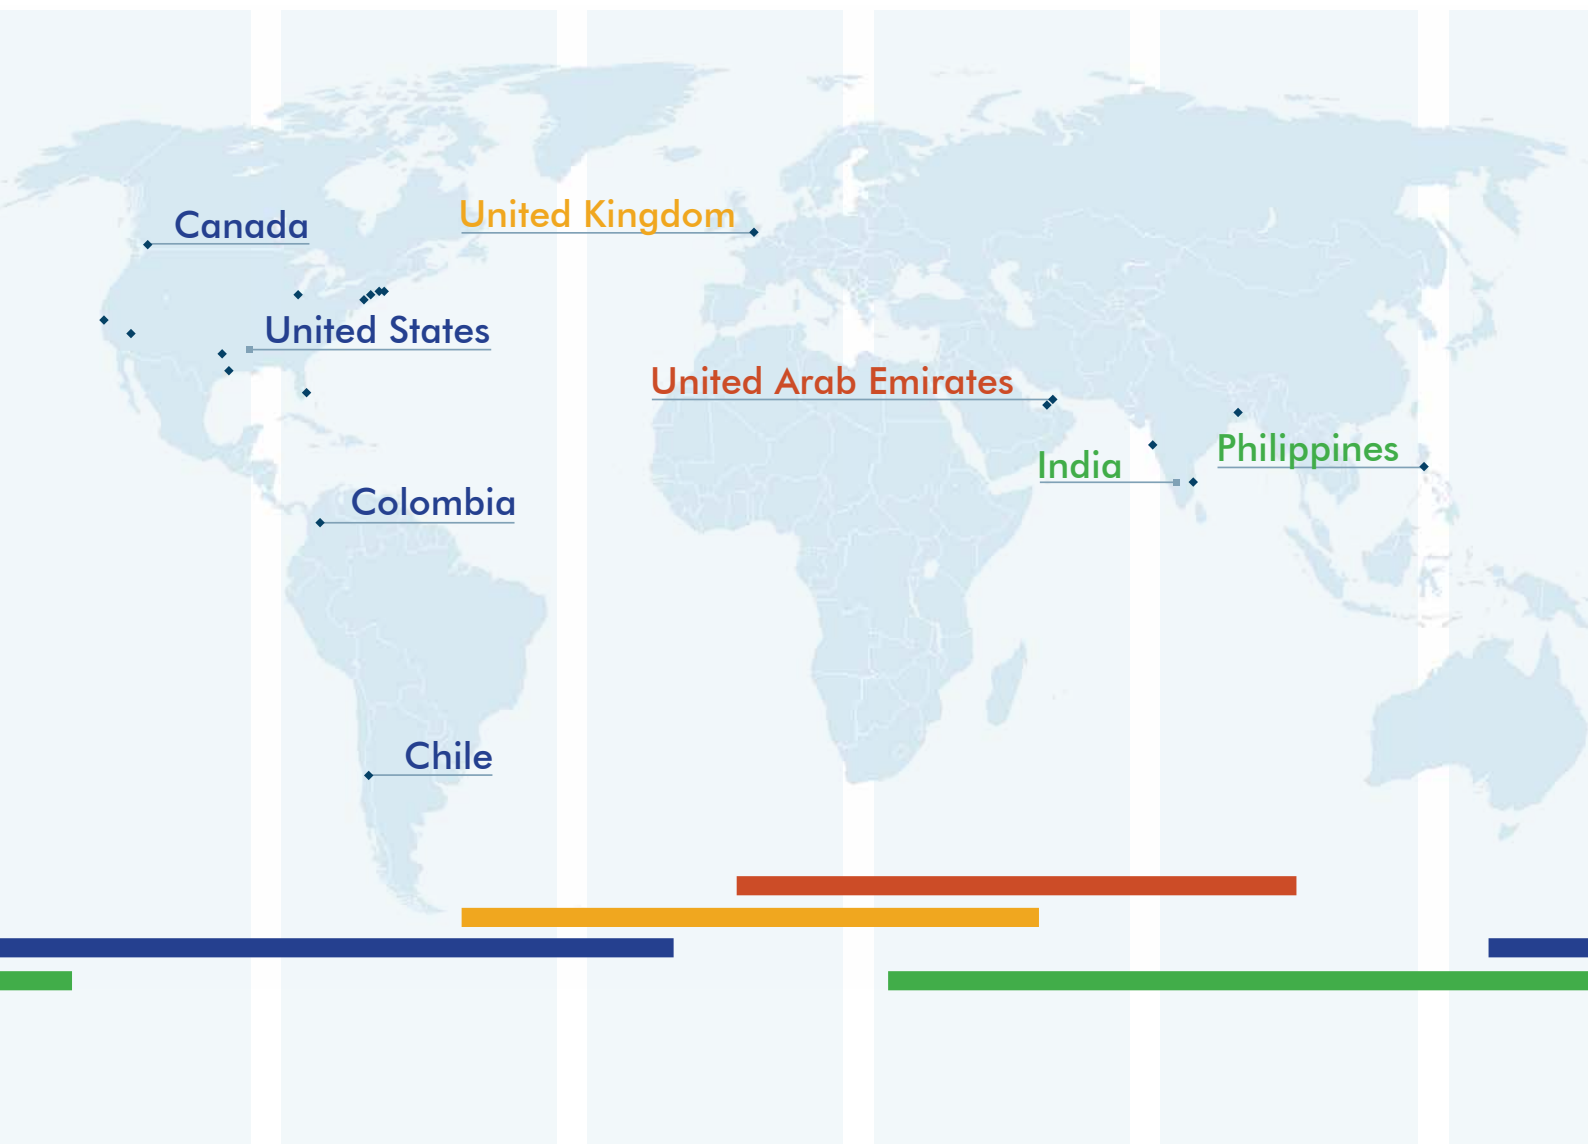 United Kingdom
Canada
United States
United Arab Emirates
Philippines
India
Colombia
Chile